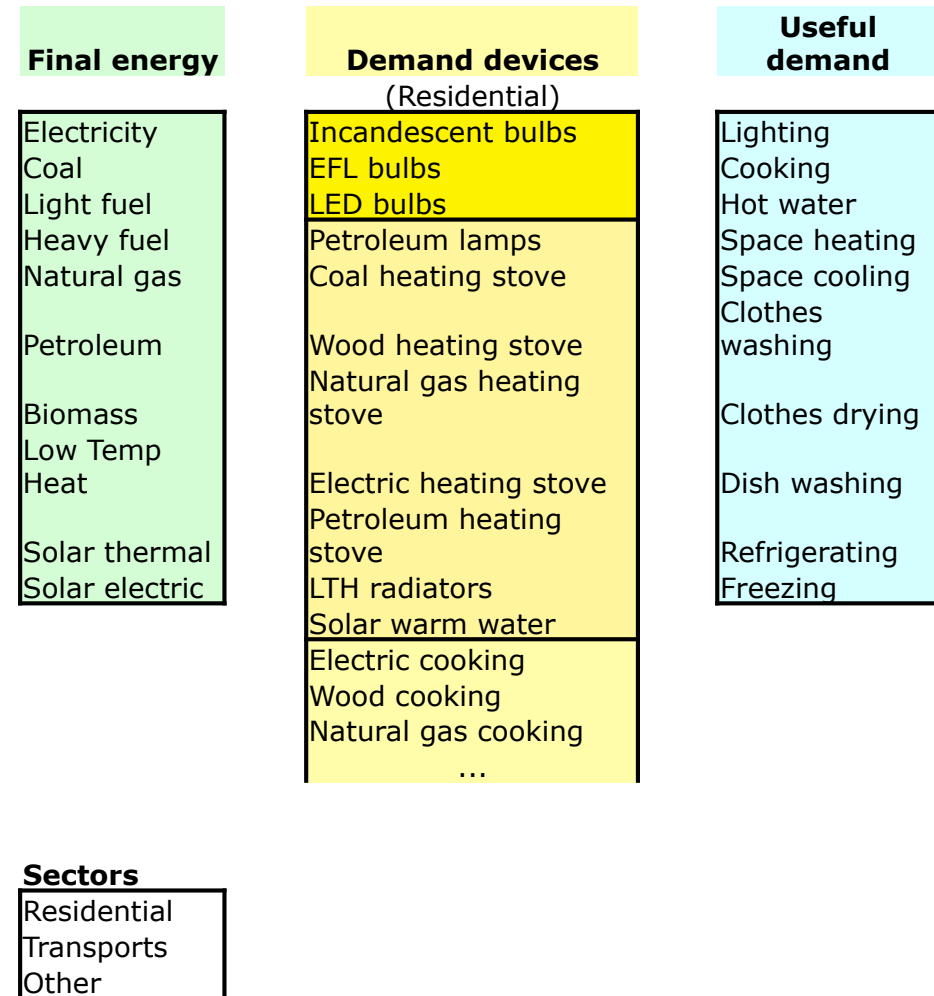 Final energy
Demand devices
(Residential)
Useful
demand
Electricity
Coal
Light fuel
Heavy fuel
Natural gas
Petroleum
Biomass
Low Temp
Heat
Solar thermal
Solar electric
Incandescent bulbs
EFL bulbs
LED bulbs
Petroleum lamps
Coal heating stove
Wood heating stove
Natural gas heating
stove
Electric heating stove
Petroleum heating
stove
LTH radiators
Solar warm water
Electric cooking
Wood cooking
Natural gas cooking
...
Lighting
Cooking
Hot water
Space heating
Space cooling
Clothes
washing
Clothes drying
Dish washing
Refrigerating
Freezing
Sectors
Residential
Transports
Other